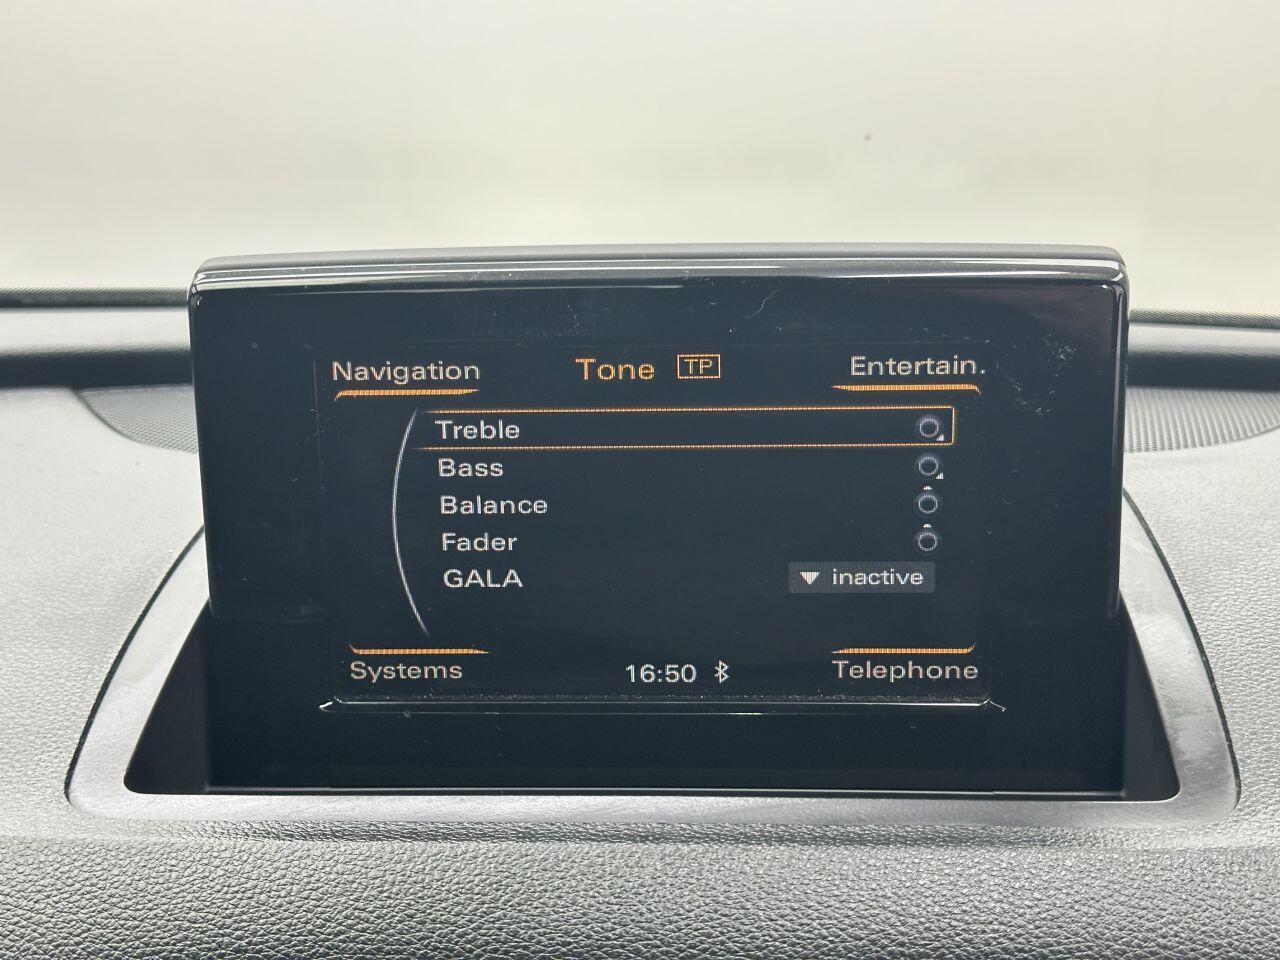 Navigation Tone TP Entertain.
Treble
Bass
Balance
Fader
GALA inactive
Systems 16:50 Telephone